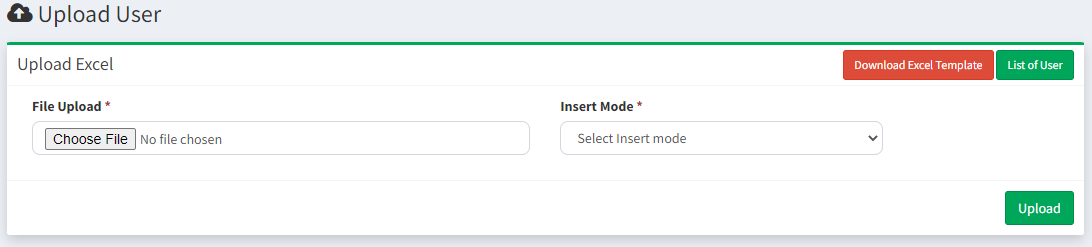 Upload User
Upload Excel
Download Excel Template
List of User
File Upload *
Insert Mode *
Choose File No file chosen
Select Insert mode
Upload